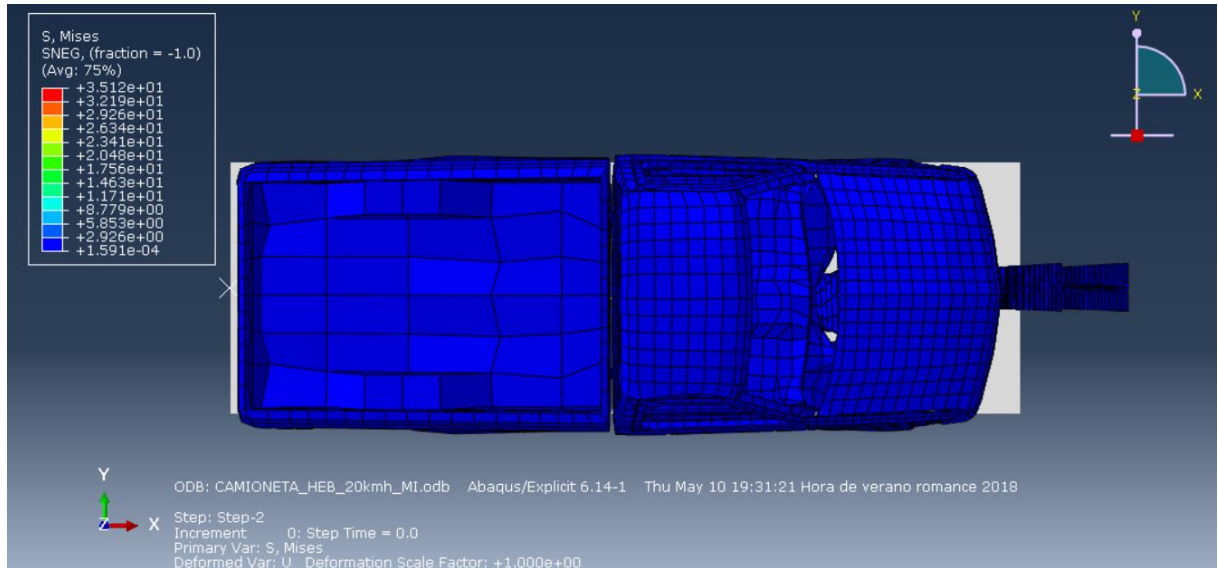 S, Mises
SNEG, (fraction = -1.0)
(Avg: 75%)
+3.512e+01
+3.219e+01
+2.926e+01
+2.634e+01
+2.341e+01
+2.048e+01
+1.756e+01
+1.463e+01
+1.171e+01
+8.779e+00
+5.853e+00
+2.926e+00
+1.591e-04
Y
Z
X
Y
Z
X
ODB: CAMIONETA_HEB_20kmh_MI.odb Abaqus/Explicit 6.14-1 Thu May 10 19:31:21 Hora de verano romance 2018
Step: Step-2
Increment 0: Step Time = 0.0
Primary Var: S, Mises
Deformed Var: U Deformation Scale Factor: +1.000e+00